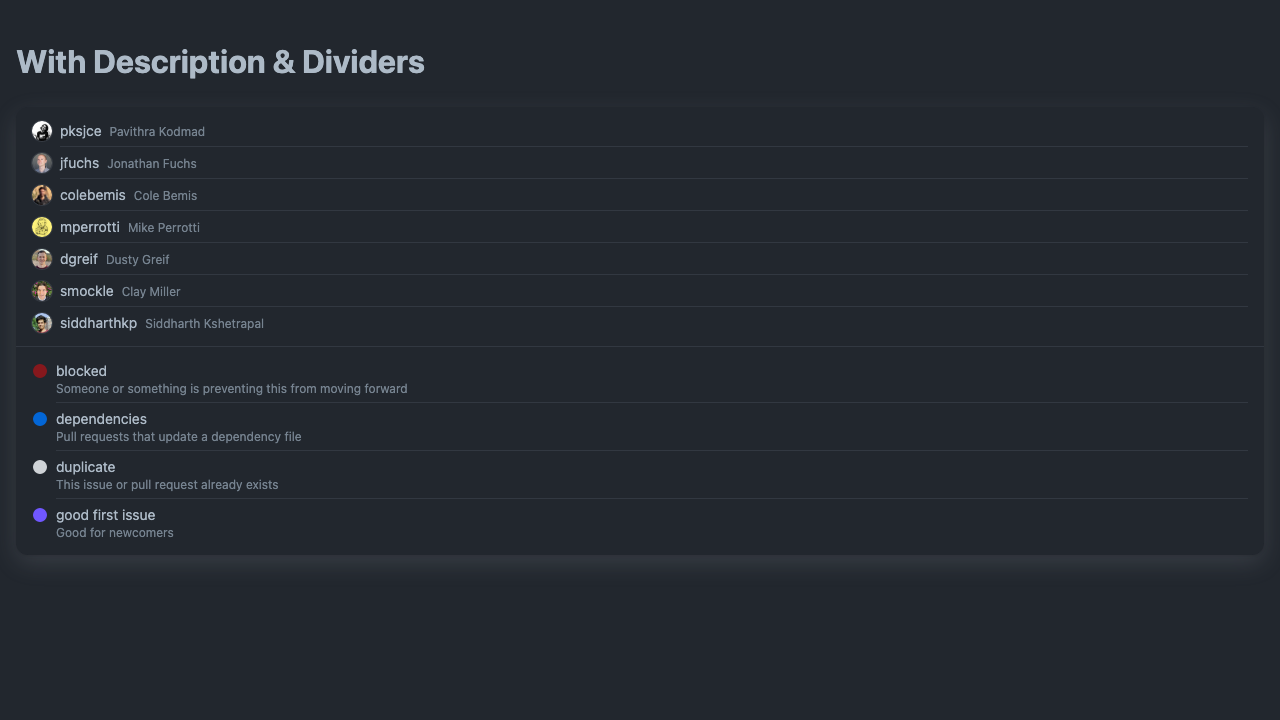 With Description & Dividers
pksjce Pavithra Kodmad
jfuchs Jonathan Fuchs
colebemis Cole Bemis
mperrotti Mike Perrotti
dgreif Dusty Greif
smockle Clay Miller
siddharthkp Siddharth Kshetrapal
blocked
Someone or something is preventing this from moving forward
dependencies
Pull requests that update a dependency file
duplicate
This issue or pull request already exists
good first issue
Good for newcomers